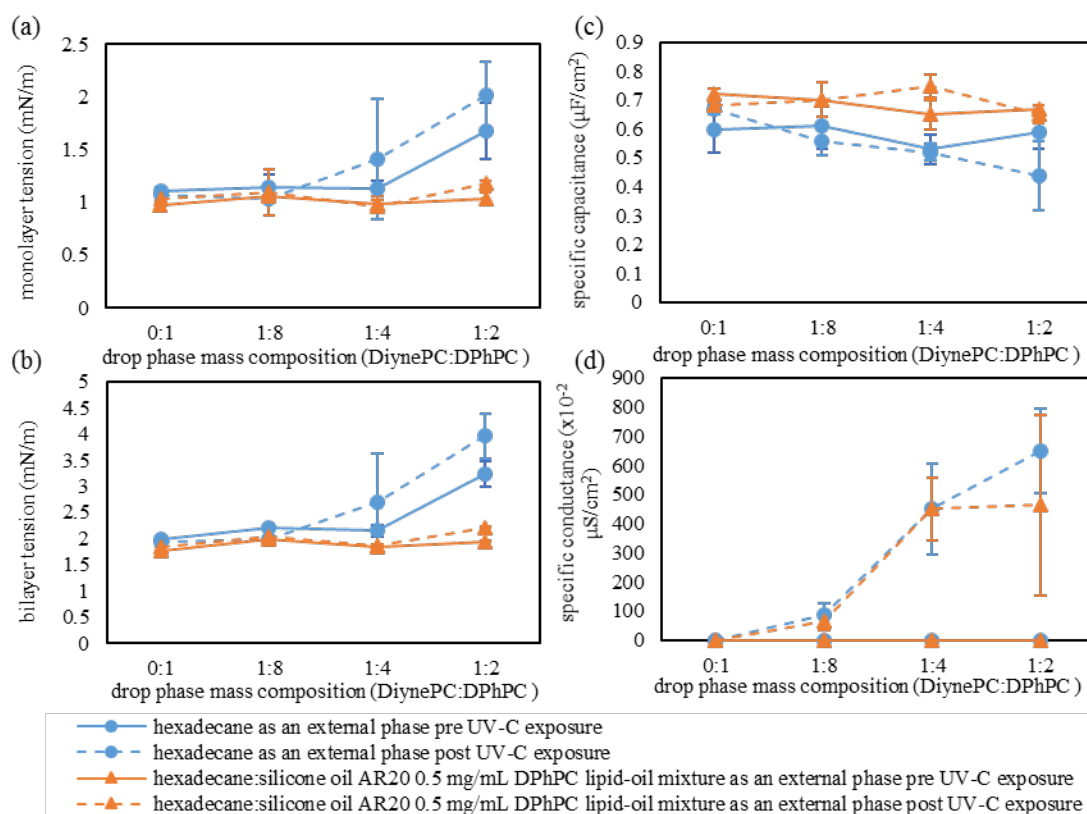 (a)
monolayer tension (mN/m)
2.5
2
1.5
1
0.5
0
0:1 1:8 1:4 1:2
drop phase mass composition (DiynePC:DPhPC )
(c)
specific capacitance (μF/cm²)
0.9
0.8
0.7
0.6
0.5
0.4
0.3
0.2
0.1
0
0:1 1:8 1:4 1:2
drop phase mass composition (DiynePC:DPhPC )
(b)
bilayer tension (mN/m)
5
4.5
4
3.5
3
2.5
2
1.5
1
0.5
0
0:1 1:8 1:4 1:2
drop phase mass composition (DiynePC:DPhPC )
(d)
specific conductance (x10⁻²
μS/cm²)
900
800
700
600
500
400
300
200
100
0
0:1 1:8 1:4 1:2
drop phase mass composition (DiynePC:DPhPC )
hexadecane as an external phase pre UV-C exposure
hexadecane as an external phase post UV-C exposure
hexadecane:silicone oil AR20 0.5 mg/mL DPhPC lipid-oil mixture as an external phase pre UV-C exposure
hexadecane:silicone oil AR20 0.5 mg/mL DPhPC lipid-oil mixture as an external phase post UV-C exposure